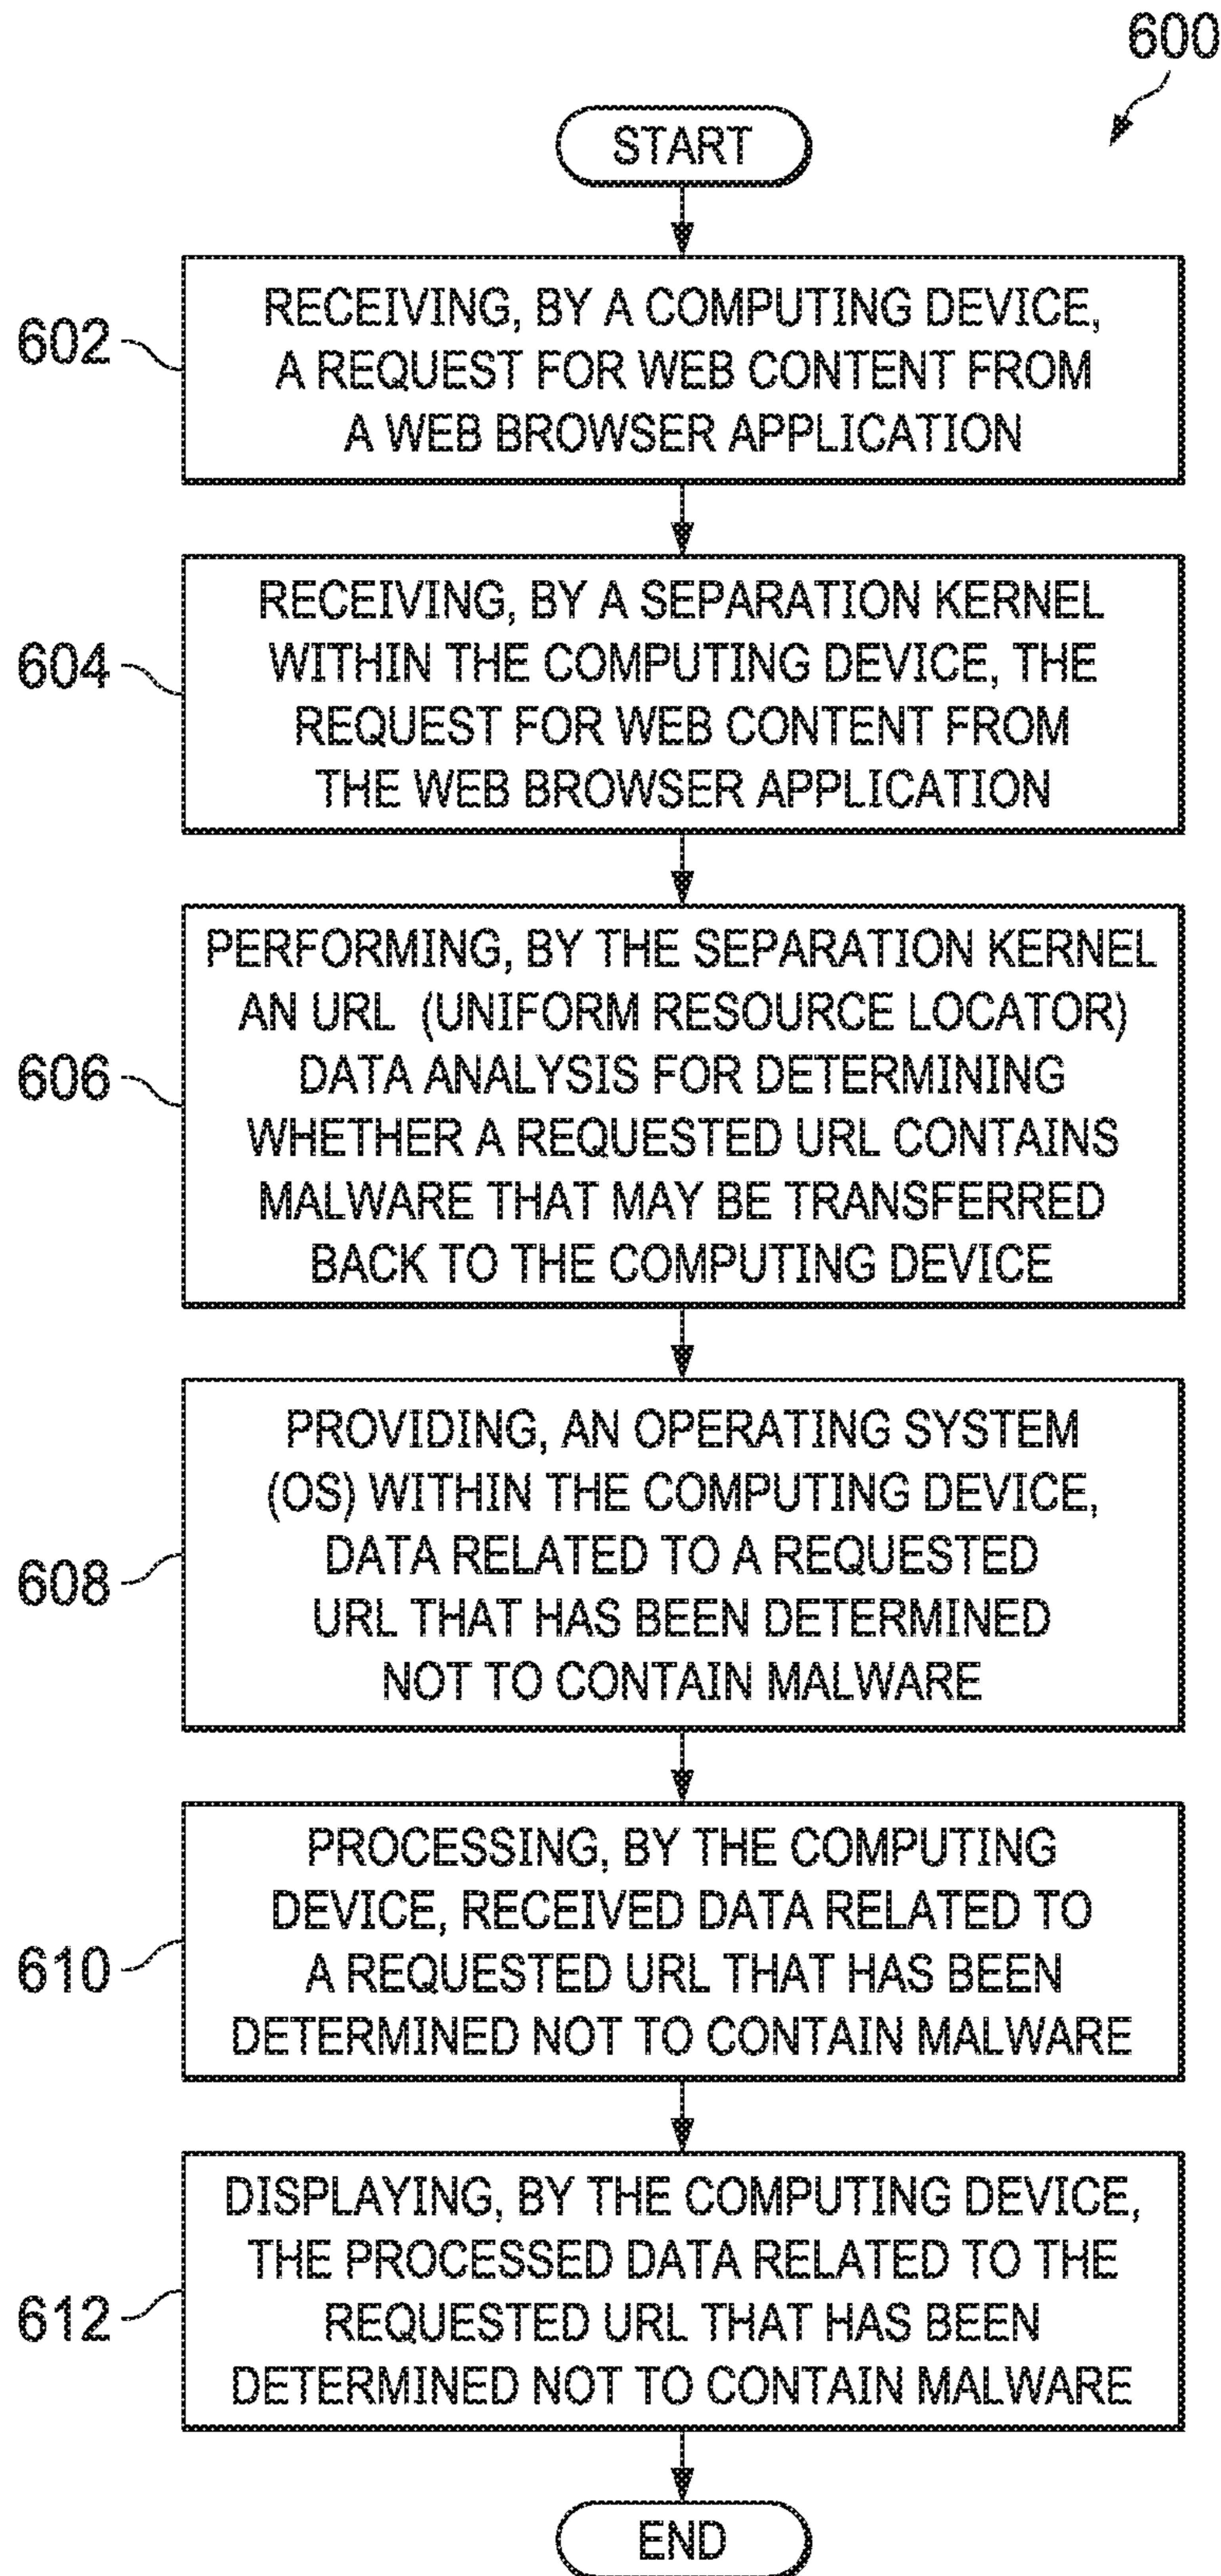 600
START
602
RECEIVING, BY A COMPUTING DEVICE,
A REQUEST FOR WEB CONTENT FROM
A WEB BROWSER APPLICATION
604
RECEIVING, BY A SEPARATION KERNEL
WITHIN THE COMPUTING DEVICE, THE
REQUEST FOR WEB CONTENT FROM
THE WEB BROWSER APPLICATION
606
PERFORMING, BY THE SEPARATION KERNEL
AN URL (UNIFORM RESOURCE LOCATOR)
DATA ANALYSIS FOR DETERMINING
WHETHER A REQUESTED URL CONTAINS
MALWARE THAT MAY BE TRANSFERRED
BACK TO THE COMPUTING DEVICE
608
PROVIDING, AN OPERATING SYSTEM
(OS) WITHIN THE COMPUTING DEVICE,
DATA RELATED TO A REQUESTED
URL THAT HAS BEEN DETERMINED
NOT TO CONTAIN MALWARE
610
PROCESSING, BY THE COMPUTING
DEVICE, RECEIVED DATA RELATED TO
A REQUESTED URL THAT HAS BEEN
DETERMINED NOT TO CONTAIN MALWARE
612
DISPLAYING, BY THE COMPUTING DEVICE,
THE PROCESSED DATA RELATED TO THE
REQUESTED URL THAT HAS BEEN
DETERMINED NOT TO CONTAIN MALWARE
END